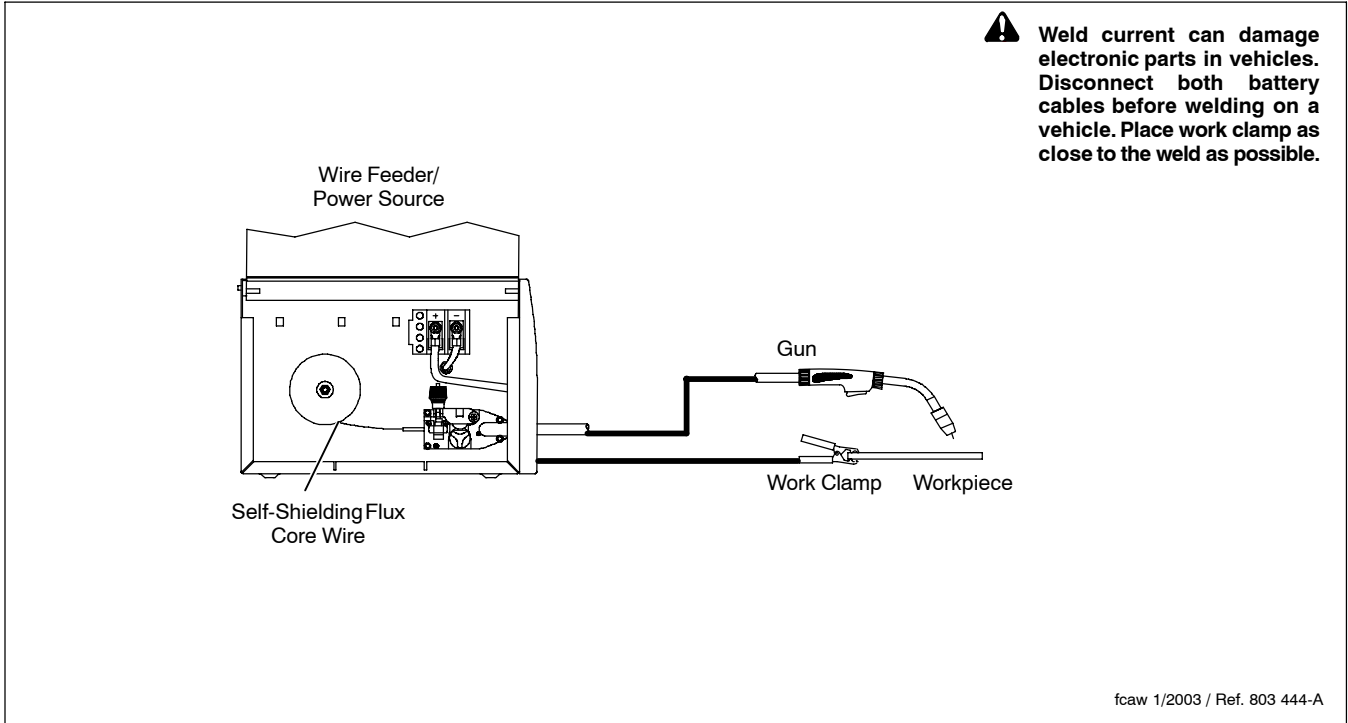 Weld current can damage
electronic parts in vehicles.
Disconnect both battery
cables before welding on a
vehicle. Place work clamp as
close to the weld as possible.
Wire Feeder/
Power Source
+ −
Gun
Work Clamp
Workpiece
Self-Shielding Flux
Core Wire
fcaw 1/2003 / Ref. 803 444-A